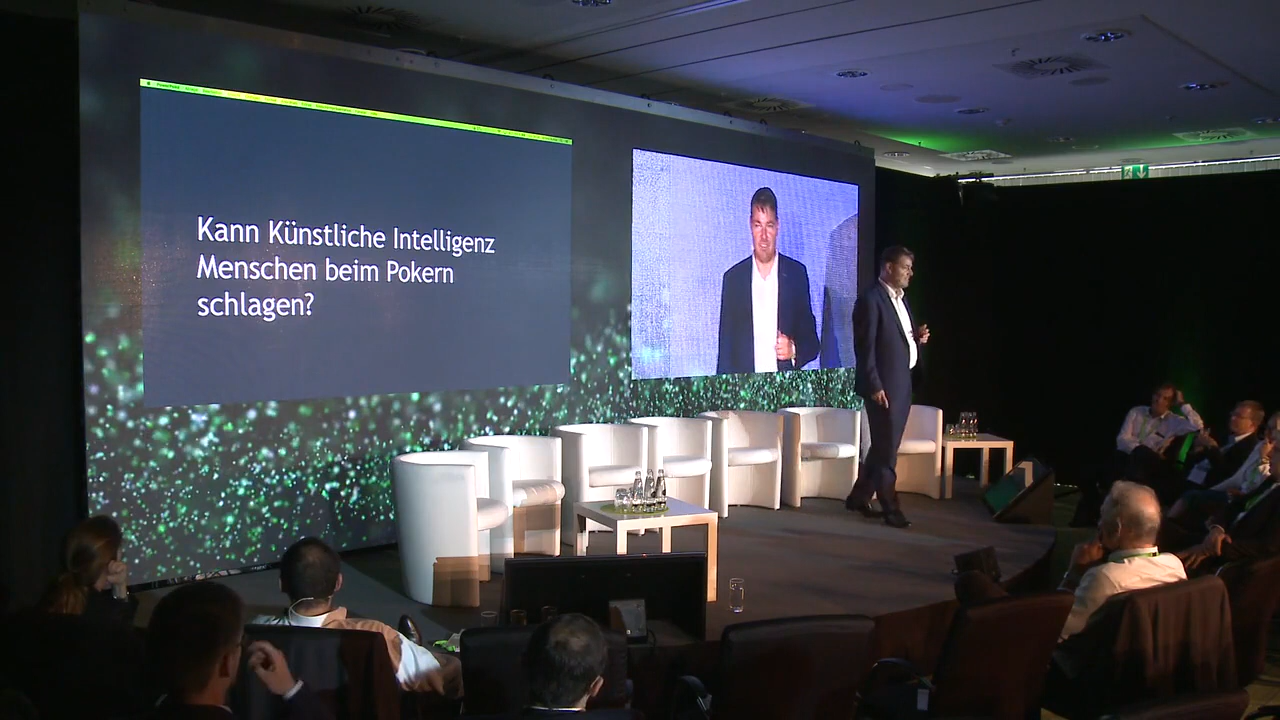 Kann Künstliche Intelligenz
Menschen beim Pokern
schlagen?